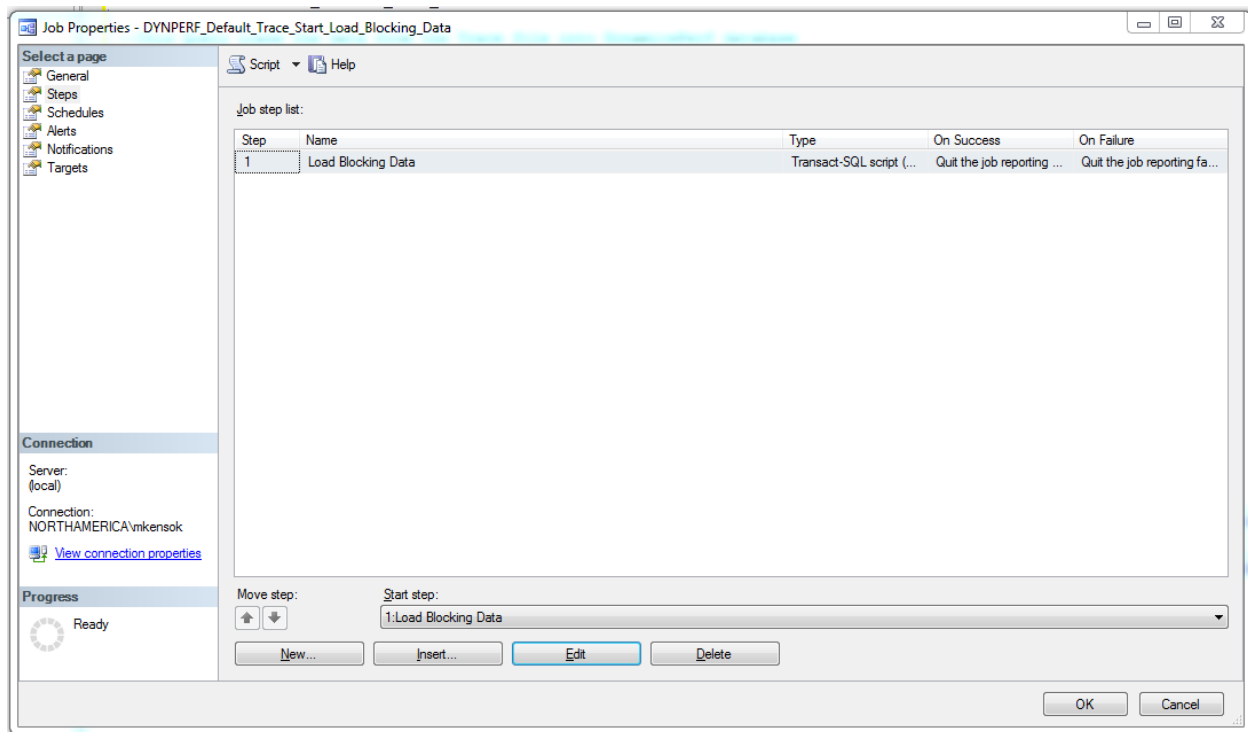 Job Properties - DYNPERF_Default_Trace_Start_Load_Blocking_Data
Select a page
General
Steps
Schedules
Alerts
Notifications
Targets
Script
Help
Job step list:
Step Name Type On Success On Failure
1 Load Blocking Data Transact-SQL script (... Quit the job reporting ... Quit the job reporting fa...
Connection
Server:
(local)
Connection:
NORTHAMERICA\mkensok
View connection properties
Progress
Ready
Move step:
Start step:
1:Load Blocking Data
New...
Insert...
Edit
Delete
OK
Cancel